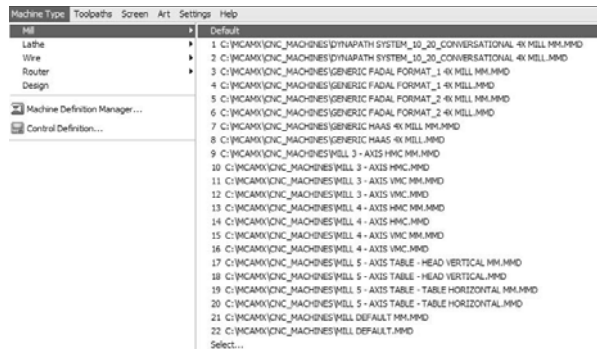 Machine Type Toolpaths Screen Art Settings Help
Mill
Lathe
Wire
Router
Design
Machine Definition Manager...
Control Definition...
Default
1 C:\MCAMX\CNC_MACHINES\DYNAPATH SYSTEM_10_20_CONVERSATIONAL 4X MILL MM.MMD
2 C:\MCAMX\CNC_MACHINES\DYNAPATH SYSTEM_10_20_CONVERSATIONAL 4X MILL.MMD
3 C:\MCAMX\CNC_MACHINES\GENERIC FADAL FORMAT_1 4X MILL MM.MMD
4 C:\MCAMX\CNC_MACHINES\GENERIC FADAL FORMAT_1 4X MILL.MMD
5 C:\MCAMX\CNC_MACHINES\GENERIC FADAL FORMAT_2 4X MILL MM.MMD
6 C:\MCAMX\CNC_MACHINES\GENERIC FADAL FORMAT_2 4X MILL.MMD
7 C:\MCAMX\CNC_MACHINES\GENERIC HAAS 4X MILL MM.MMD
8 C:\MCAMX\CNC_MACHINES\GENERIC HAAS 4X MILL.MMD
9 C:\MCAMX\CNC_MACHINES\MILL 3 - AXIS HMC MM.MMD
10 C:\MCAMX\CNC_MACHINES\MILL 3 - AXIS HMC.MMD
11 C:\MCAMX\CNC_MACHINES\MILL 3 - AXIS VMC MM.MMD
12 C:\MCAMX\CNC_MACHINES\MILL 3 - AXIS VMC.MMD
13 C:\MCAMX\CNC_MACHINES\MILL 4 - AXIS HMC MM.MMD
14 C:\MCAMX\CNC_MACHINES\MILL 4 - AXIS HMC.MMD
15 C:\MCAMX\CNC_MACHINES\MILL 4 - AXIS VMC MM.MMD
16 C:\MCAMX\CNC_MACHINES\MILL 4 - AXIS VMC.MMD
17 C:\MCAMX\CNC_MACHINES\MILL 5 - AXIS TABLE - HEAD VERTICAL MM.MMD
18 C:\MCAMX\CNC_MACHINES\MILL 5 - AXIS TABLE - HEAD VERTICAL.MMD
19 C:\MCAMX\CNC_MACHINES\MILL 5 - AXIS TABLE - TABLE HORIZONTAL MM.MMD
20 C:\MCAMX\CNC_MACHINES\MILL 5 - AXIS TABLE - TABLE HORIZONTAL.MMD
21 C:\MCAMX\CNC_MACHINES\MILL DEFAULT MM.MMD
22 C:\MCAMX\CNC_MACHINES\MILL DEFAULT.MMD
Select...